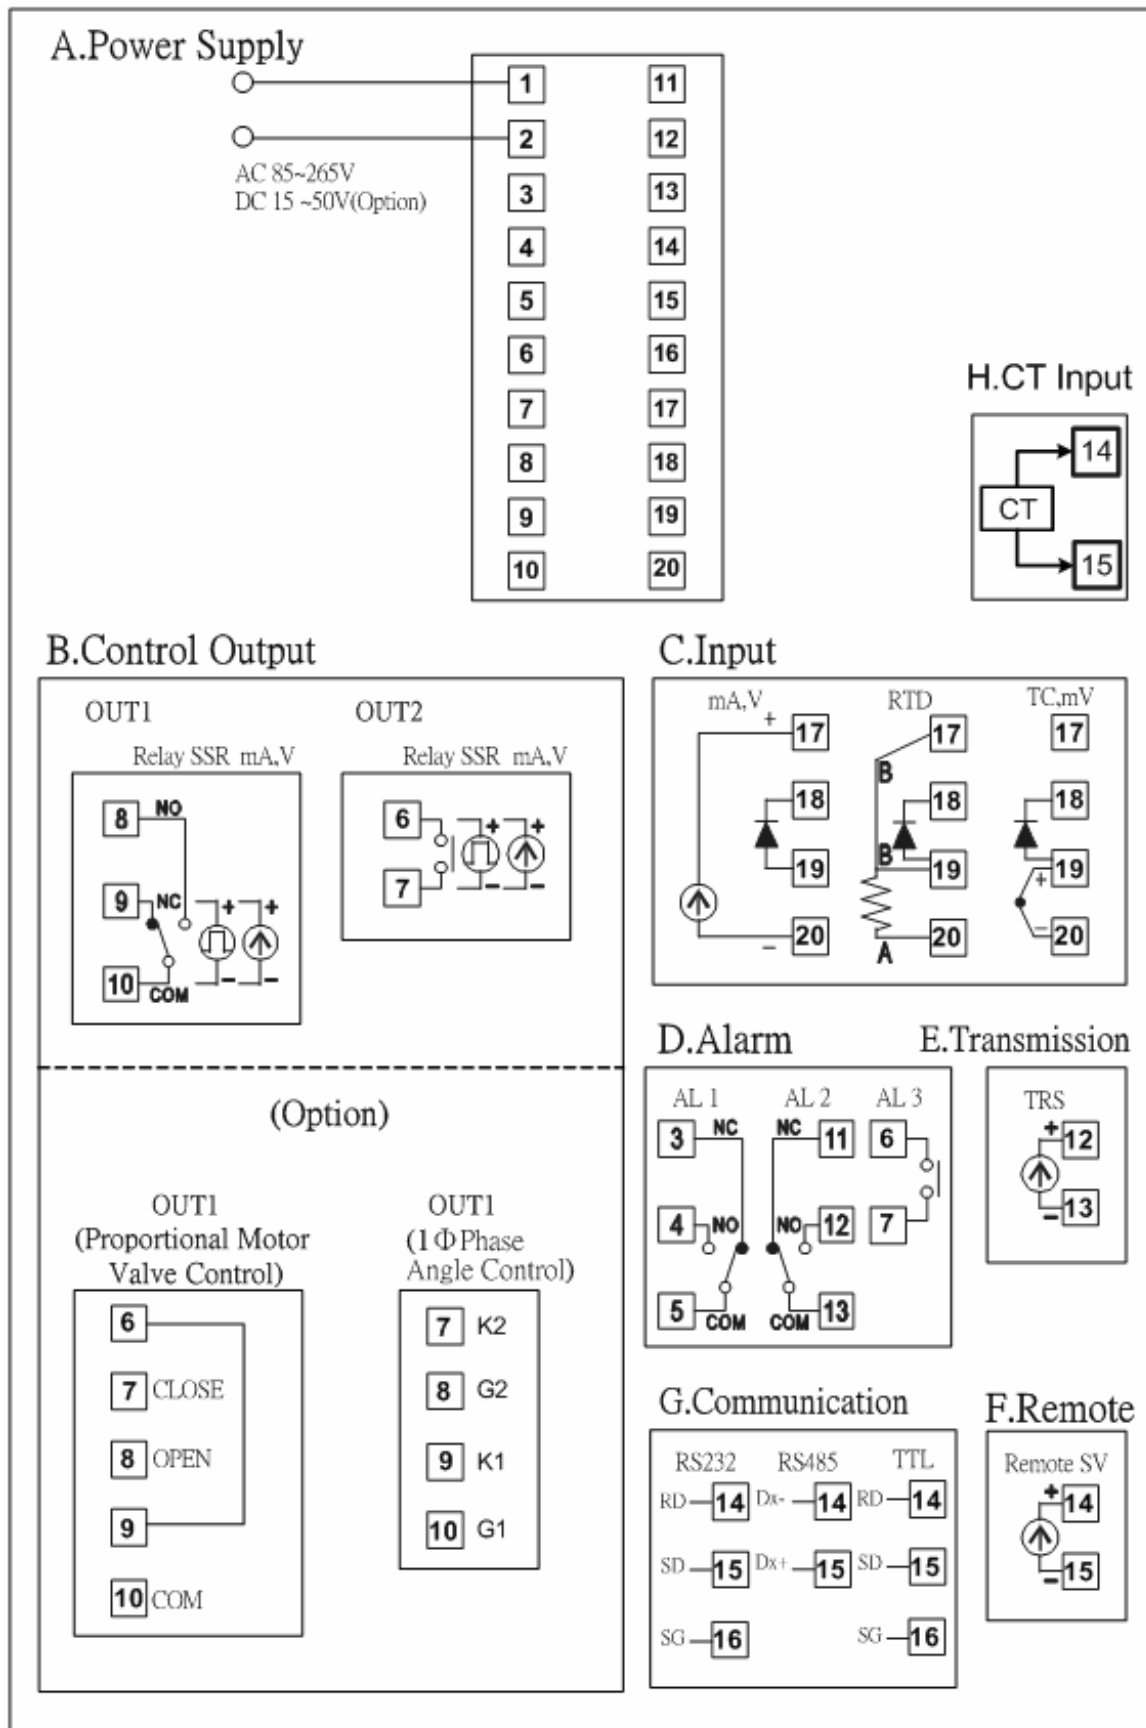 A.Power Supply
1 11
2 12
AC 85~265V
DC 15 ~50V(Option)
3 13
4 14
5 15
6 16
7 17
8 18
9 19
10 20
H.CT Input
14
CT
15
B.Control Output
OUT1
Relay SSR mA,V
8 NO
9 NC + +
10 COM - -
OUT2
Relay SSR mA,V
6 + +
7 - -
C.Input
mA,V RTD TC,mV
+ 17 17 17
B
18 18 18
B
19 19 + 19
- 20 A 20 - 20
D.Alarm
AL 1 AL 2 AL 3
3 NC NC 11 6
4 NO NO 12 7
5 COM COM 13
E.Transmission
TRS
+ 12
- 13
(Option)
OUT1
(Proportional Motor
Valve Control)
6
7 CLOSE
8 OPEN
9
10 COM
OUT1
(1ΦPhase
Angle Control)
7 K2
8 G2
9 K1
10 G1
G.Communication
RS232 RS485 TTL
RD 14 Dx- 14 RD 14
SD 15 Dx+ 15 SD 15
SG 16 SG 16
F.Remote
Remote SV
+ 14
- 15